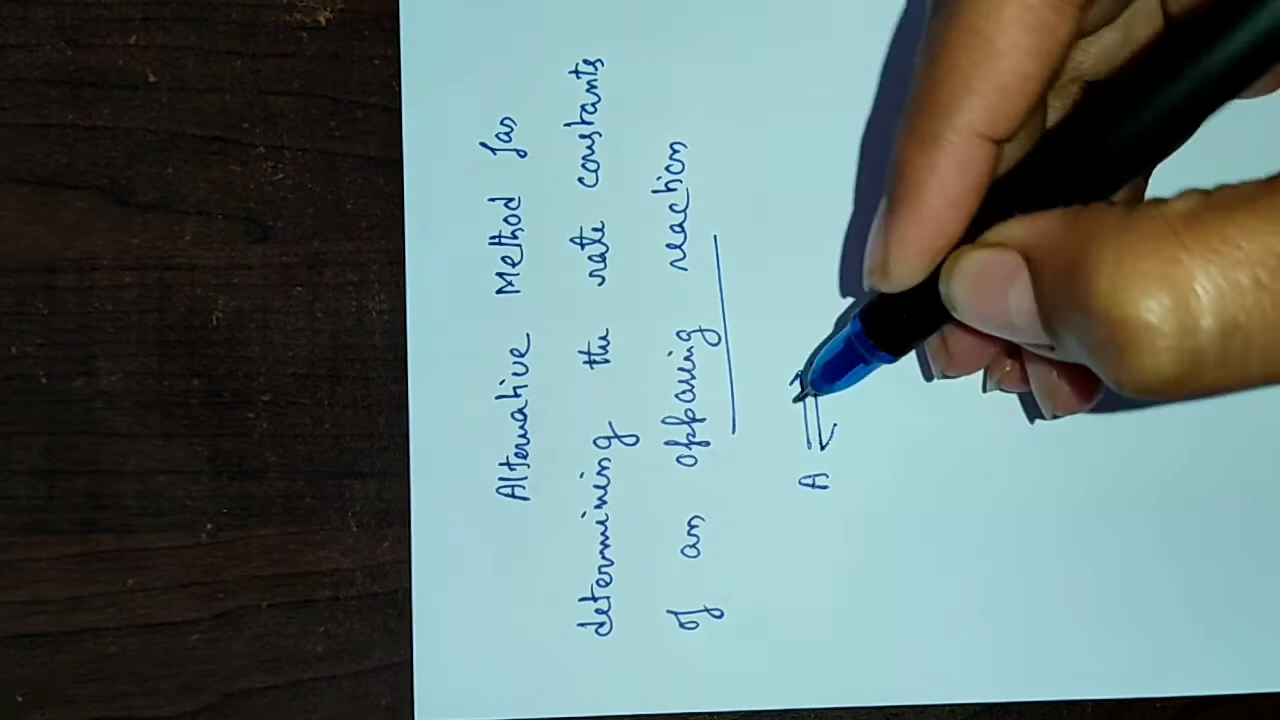 Alternative Method for
determining the rate constants
of an opposing reaction
A ⇌